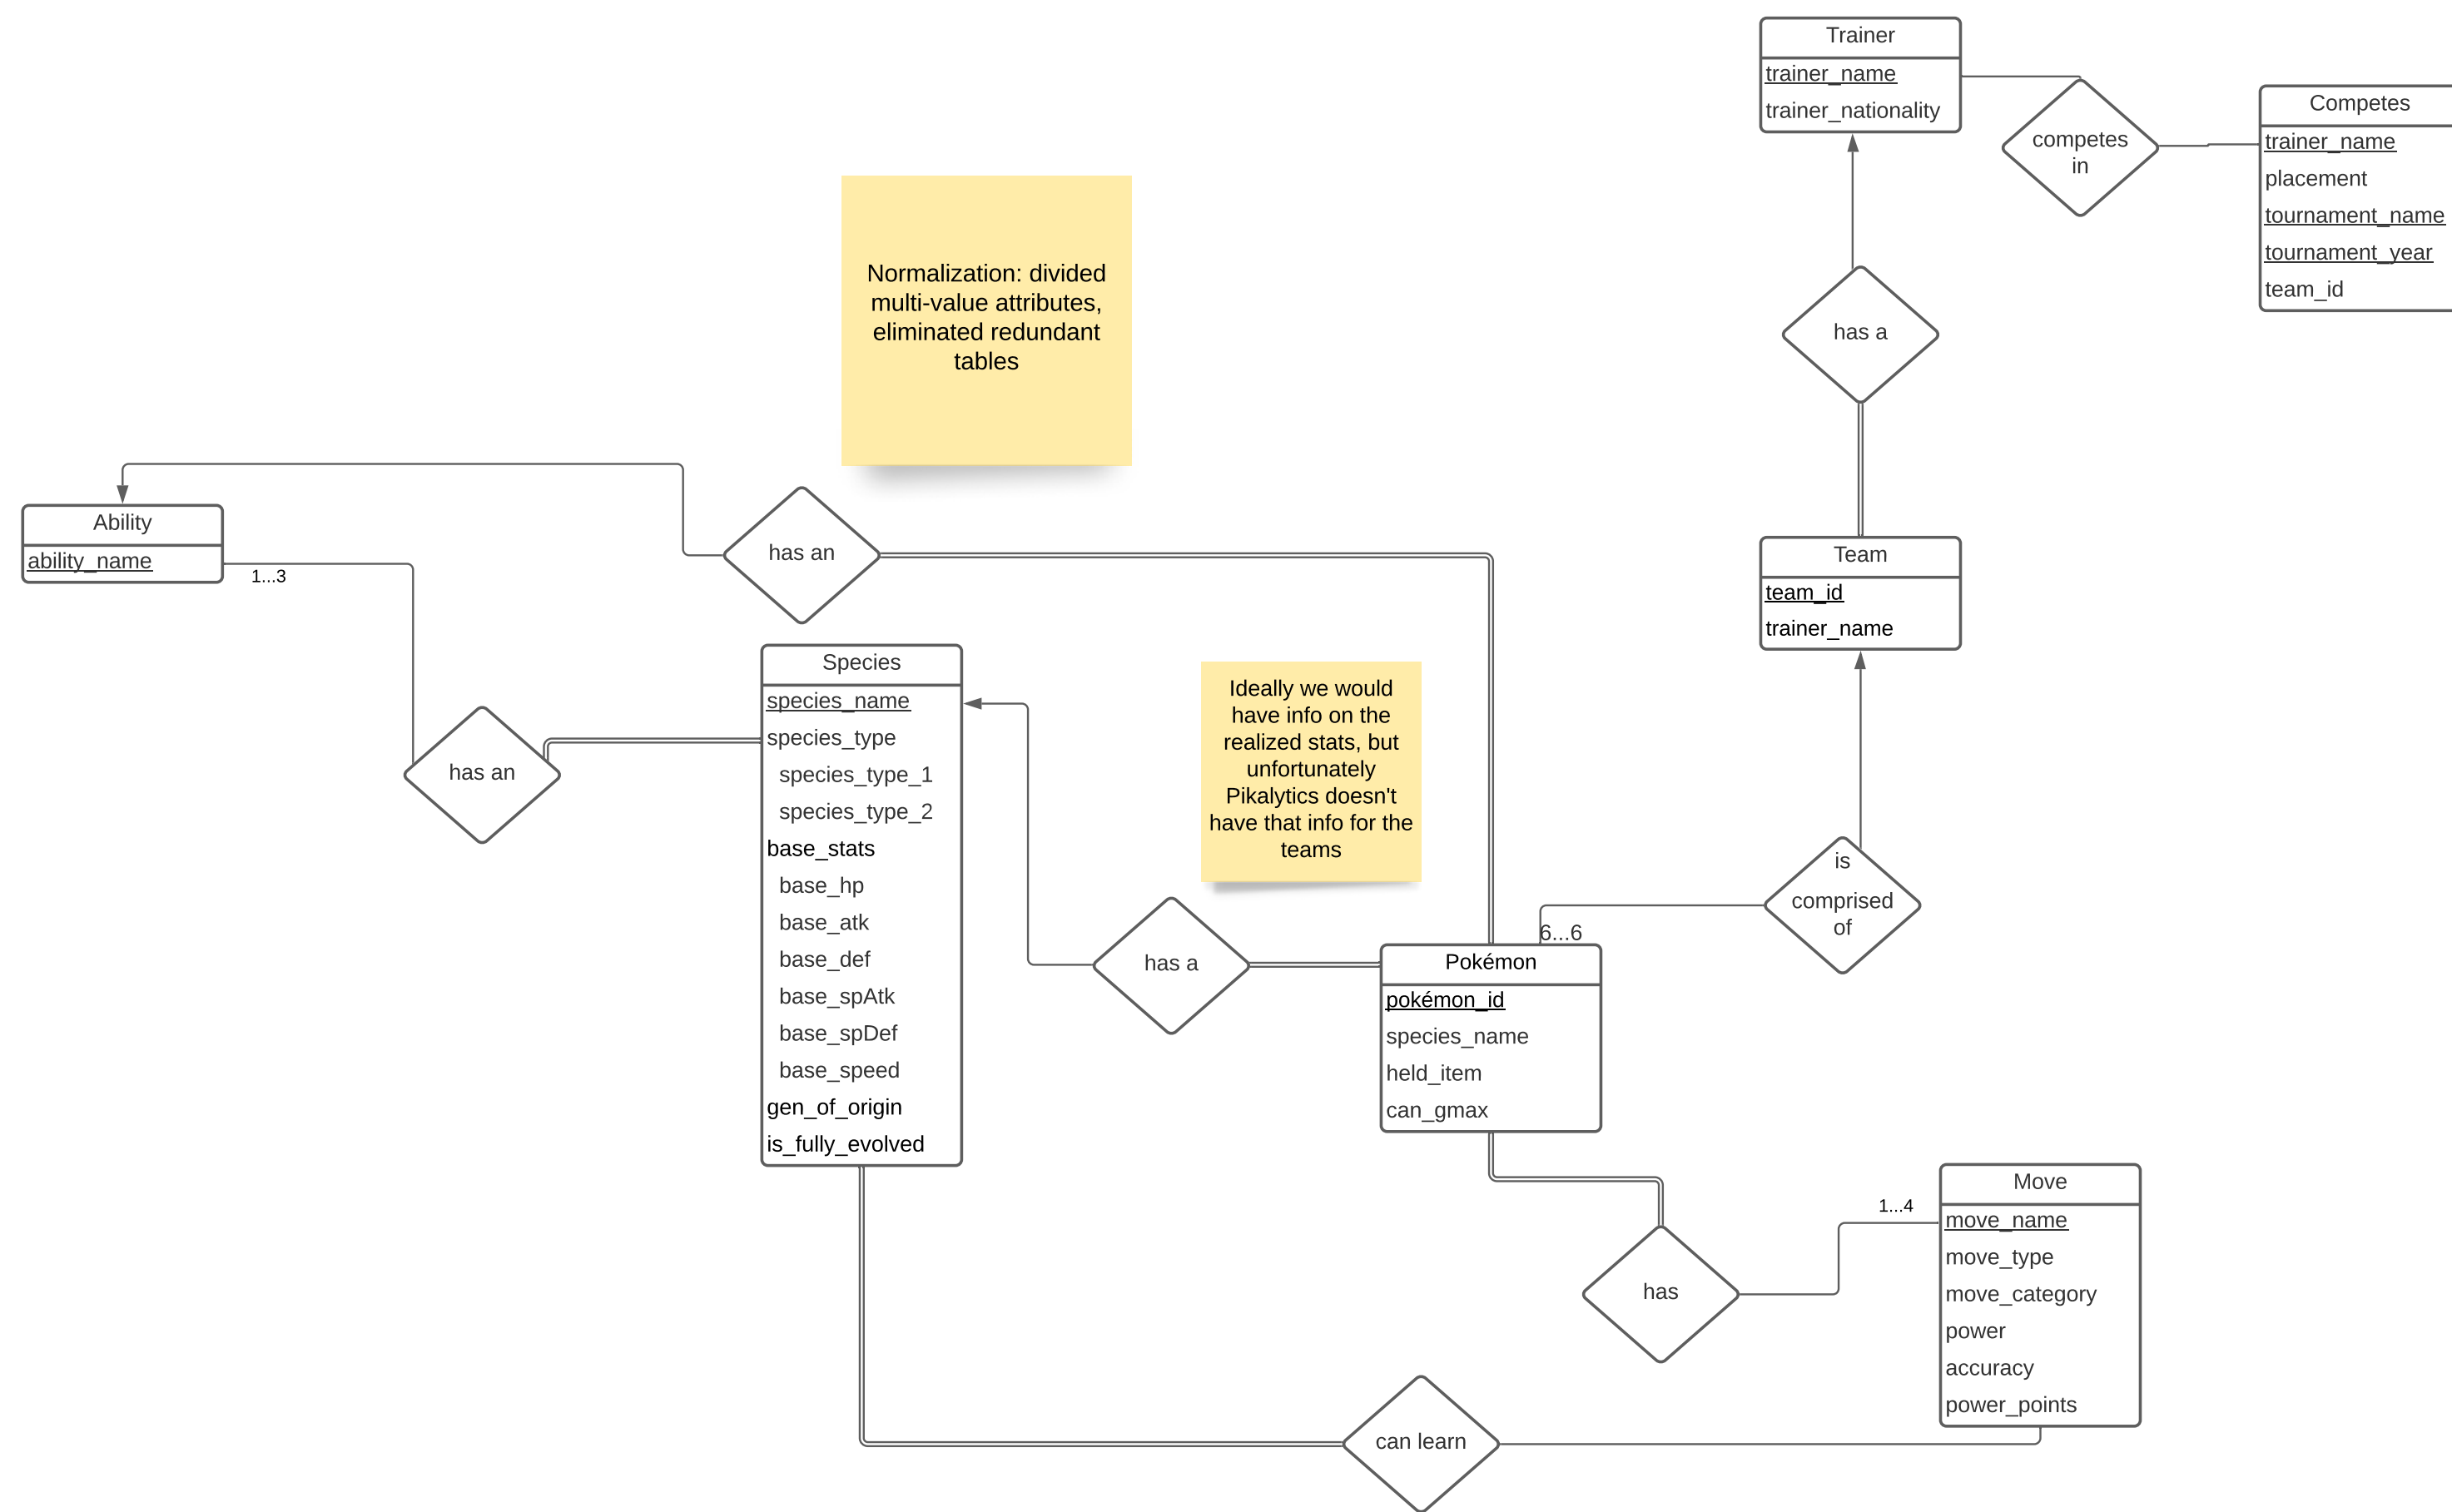 Trainer
trainer_name
trainer_nationality
competes
in
Competes
trainer_name
placement
tournament_name
tournament_year
team_id
Normalization: divided
multi-value attributes,
eliminated redundant
tables
has a
Ability
ability_name
1...3
has an
Team
team_id
trainer_name
has an
Species
species_name
species_type
species_type_1
species_type_2
base_stats
base_hp
base_atk
base_def
base_spAtk
base_spDef
base_speed
gen_of_origin
is_fully_evolved
Ideally we would
have info on the
realized stats, but
unfortunately
Pikalytics doesn't
have that info for the
teams
has a
is
comprised
of
6...6
Pokémon
pokémon_id
species_name
held_item
can_gmax
has
1...4
Move
move_name
move_type
move_category
power
accuracy
power_points
can learn